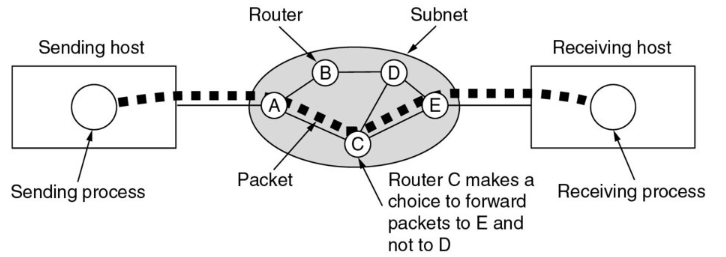 Router
Subnet
Sending host
Receiving host
B
D
A
E
C
Packet
Sending process
Router C makes a
choice to forward
packets to E and
not to D
Receiving process